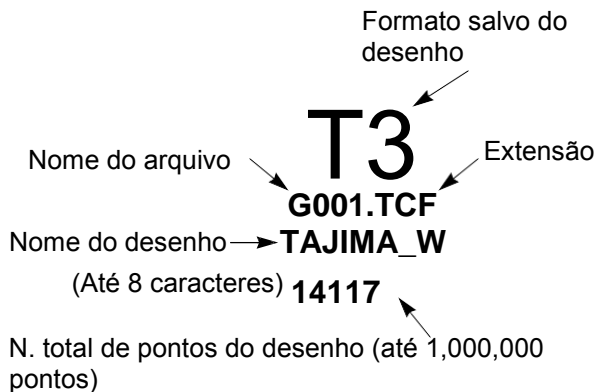 Formato salvo do
desenho
T3
Nome do arquivo
Extensão
G001.TCF
Nome do desenho
TAJIMA_W
(Até 8 caracteres)
14117
N. total de pontos do desenho (até 1,000,000
pontos)